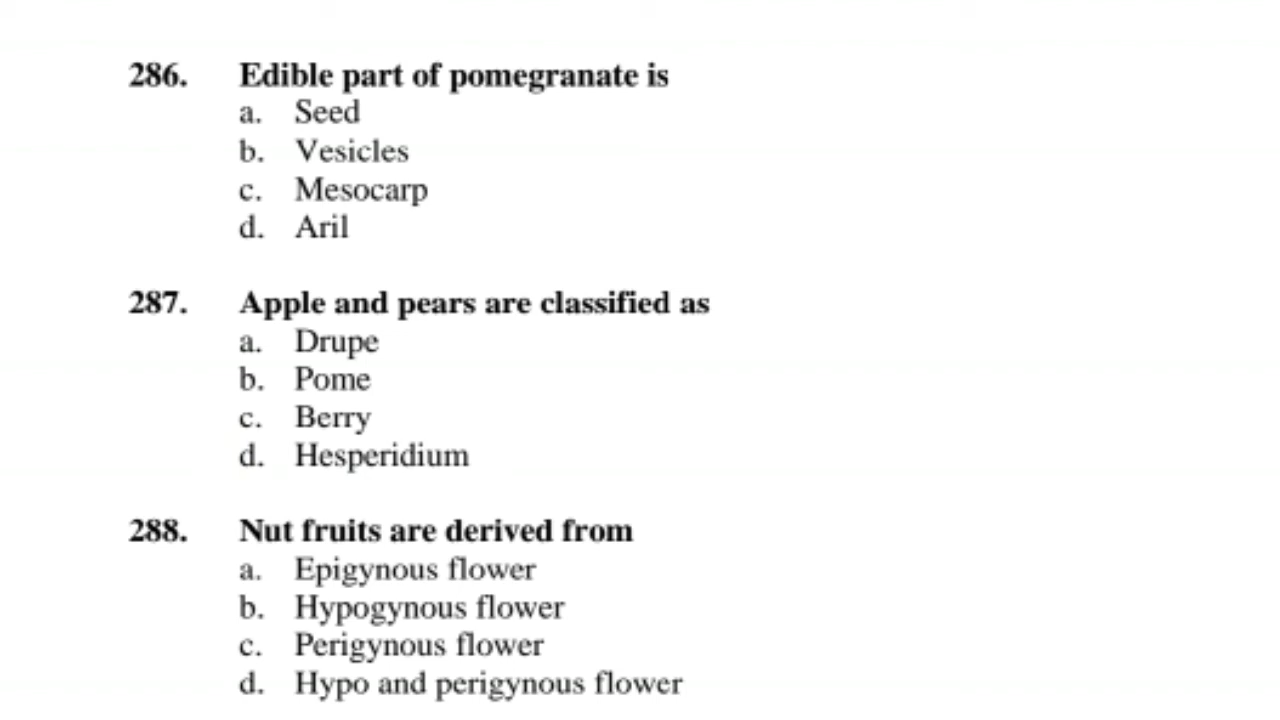 286. Edible part of pomegranate is
a. Seed
b. Vesicles
c. Mesocarp
d. Aril
287. Apple and pears are classified as
a. Drupe
b. Pome
c. Berry
d. Hesperidium
288. Nut fruits are derived from
a. Epigynous flower
b. Hypogynous flower
c. Perigynous flower
d. Hypo and perigynous flower